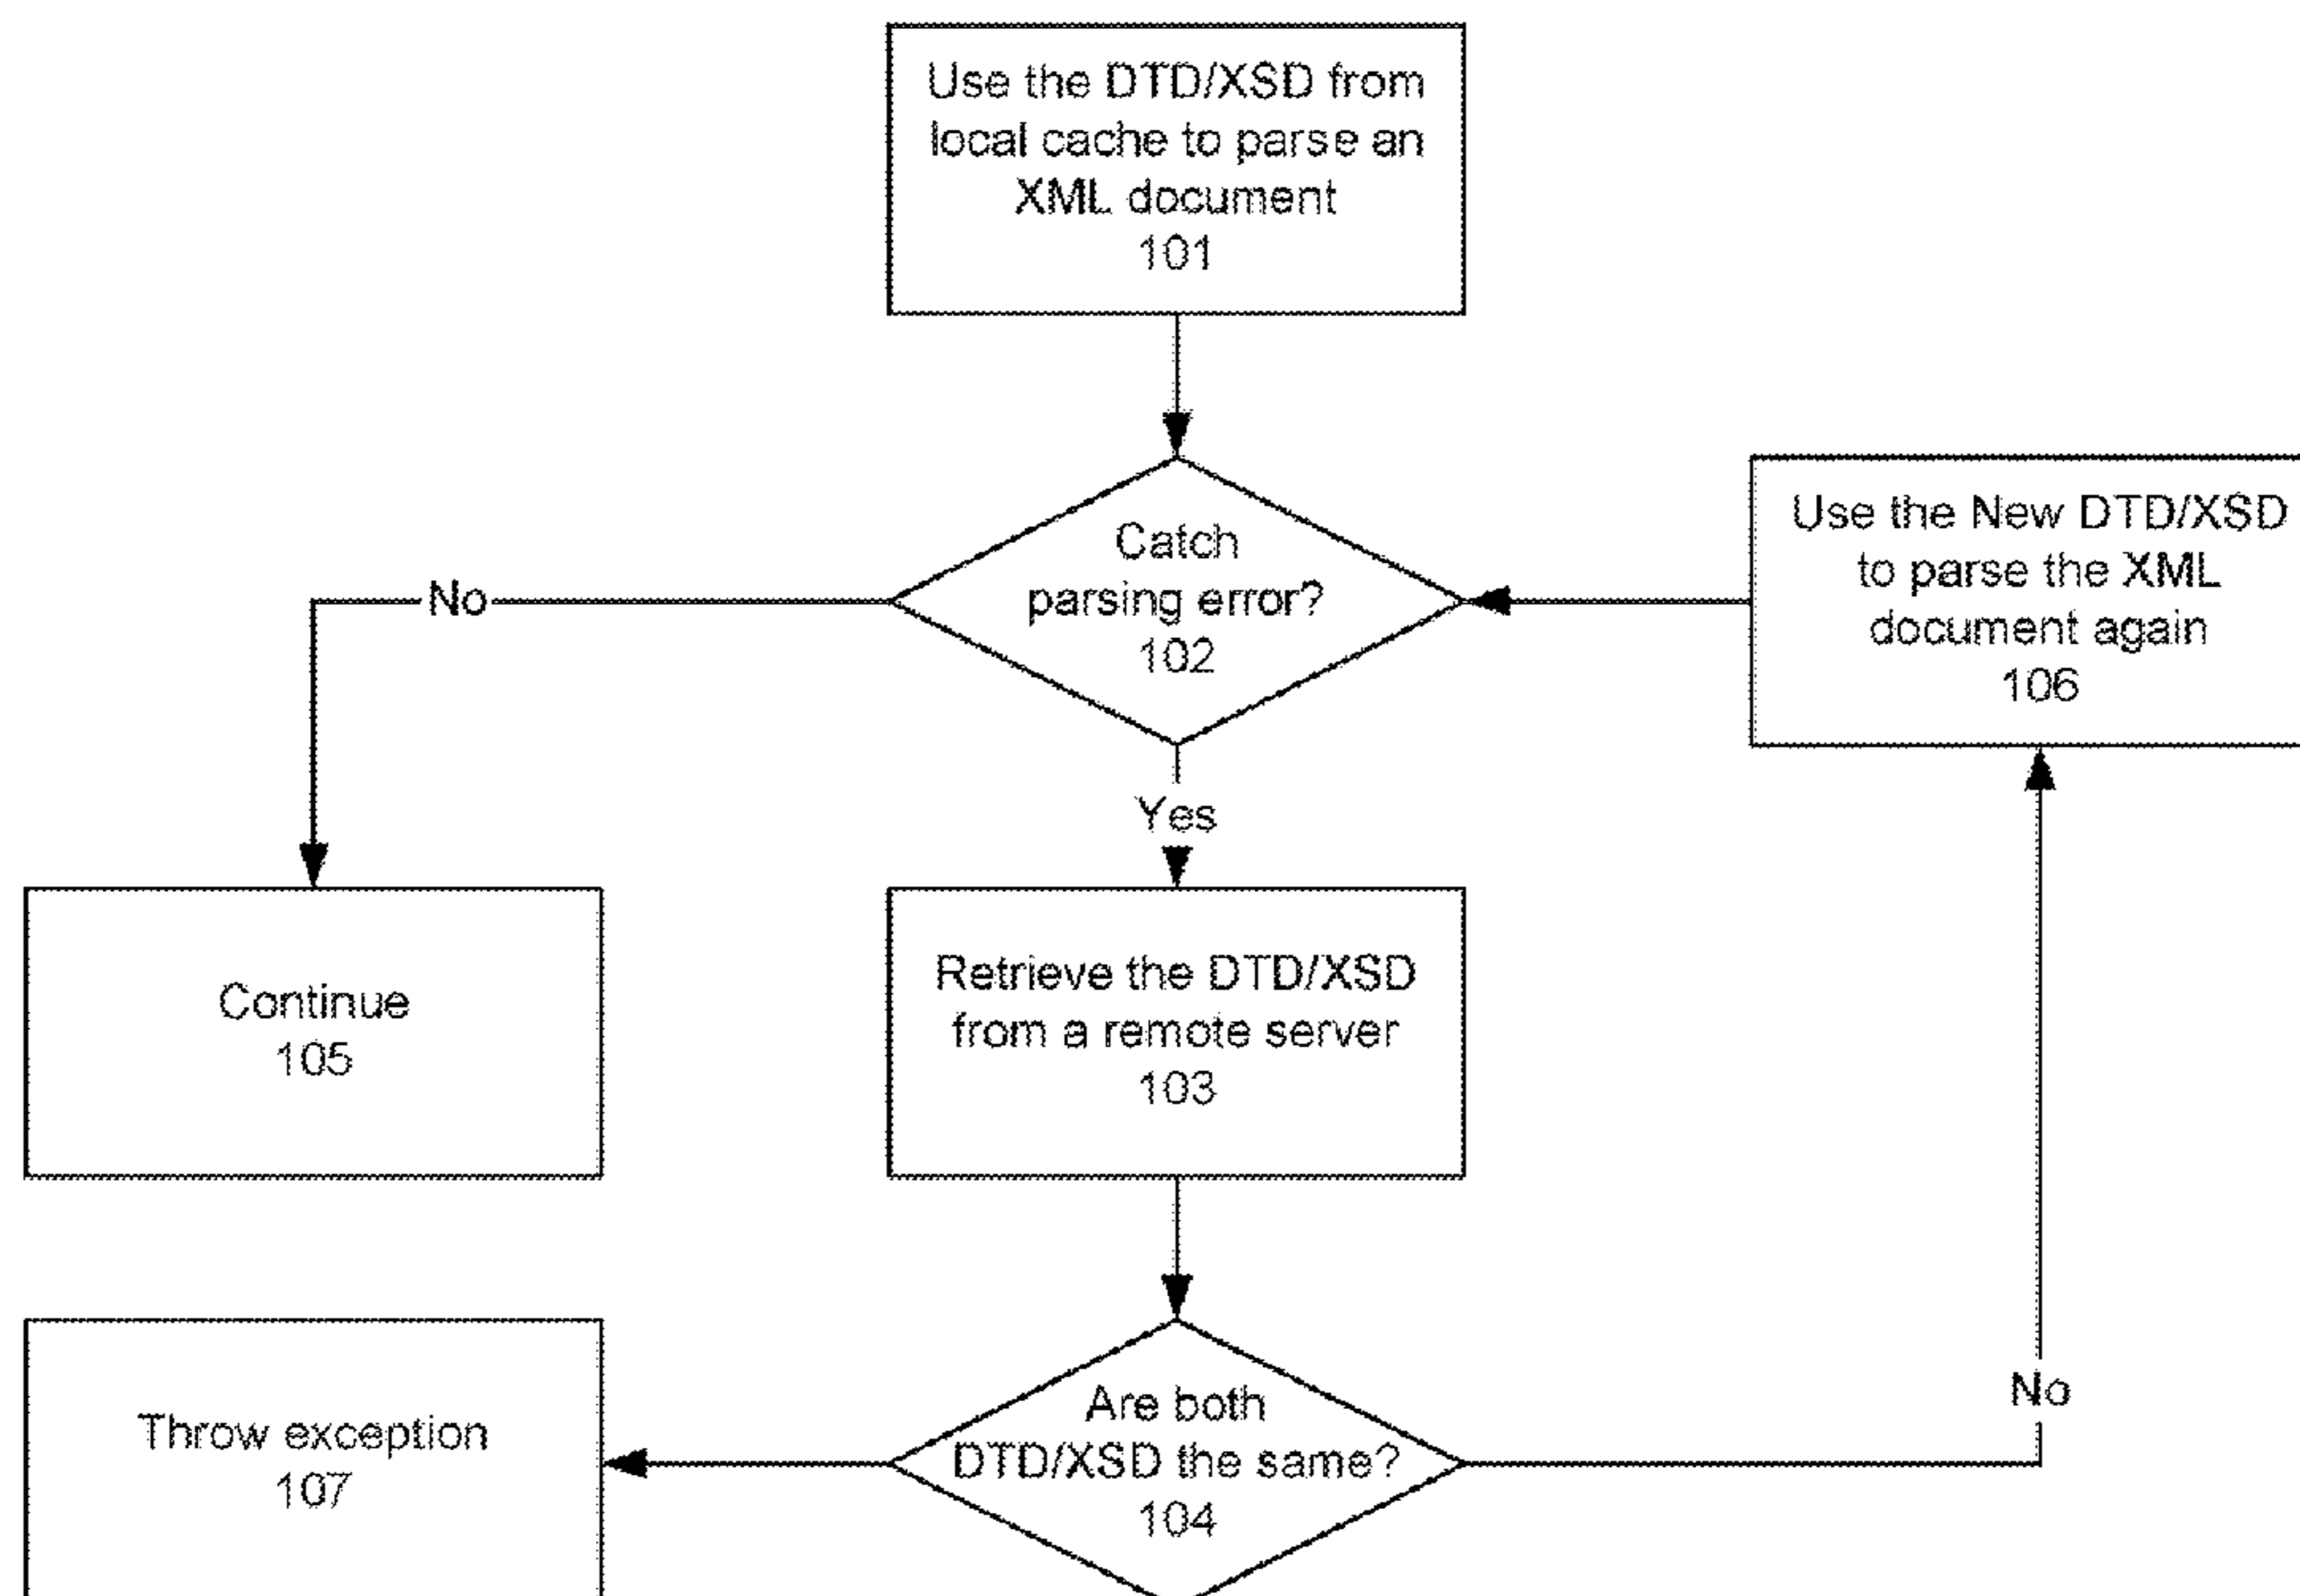 Use the DTD/XSD from
local cache to parse an
XML document
101
Catch
parsing error?
102
No
Use the New DTD/XSD
to parse the XML
document again
106
Yes
Continue
105
Retrieve the DTD/XSD
from a remote server
103
Throw exception
107
Are both
DTD/XSD the same?
104
No